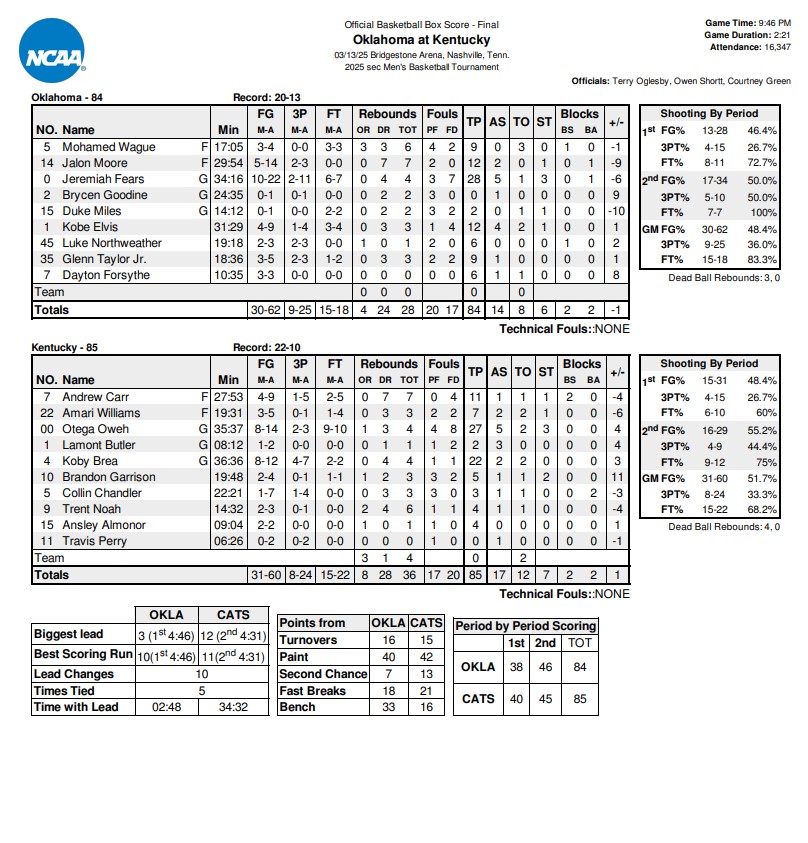 NCAA®
Official Basketball Box Score - Final
Oklahoma at Kentucky
03/13/25 Bridgestone Arena, Nashville, Tenn.
2025 sec Men's Basketball Tournament
Game Time: 9:46 PM
Game Duration: 2:21
Attendance: 16,347
Officials: Terry Oglesby, Owen Shortt, Courtney Green
Oklahoma - 84 Record: 20-13
FG 3P FT Rebounds Fouls TP AS TO ST Blocks +/-
NO. Name Min M-A M-A M-A OR DR TOT PF FD BS BA
5 Mohamed Wague F 17:05 3-4 0-0 3-3 3 3 6 4 2 9 0 3 0 1 0 -1
14 Jalon Moore F 29:54 5-14 2-3 0-0 0 7 7 2 0 12 2 0 1 0 1 -9
0 Jeremiah Fears G 34:16 10-22 2-11 6-7 0 4 4 3 7 28 5 1 3 0 1 -6
2 Brycen Goodine G 24:35 0-1 0-1 0-0 0 2 2 3 0 0 0 0 1 0 0 9
15 Duke Miles G 14:12 0-1 0-0 2-2 0 2 2 3 2 2 0 1 1 0 0 -10
1 Kobe Elvis 31:29 4-9 1-4 3-4 0 3 3 1 4 12 4 2 1 0 0 1
45 Luke Northweather 19:18 2-3 2-3 0-0 1 0 1 2 0 6 0 0 0 1 0 2
35 Glenn Taylor Jr. 18:36 3-5 2-3 1-2 0 3 3 2 2 9 1 0 0 0 0 1
7 Dayton Forsythe 10:35 3-3 0-0 0-0 0 0 0 0 0 6 1 1 0 0 0 8
Team 0 0 0 0 0
Totals 30-62 9-25 15-18 4 24 28 20 17 84 14 8 6 2 2 -1
Technical Fouls::NONE
Shooting By Period
1st FG% 13-28 46.4%
3PT% 4-15 26.7%
FT% 8-11 72.7%
2nd FG% 17-34 50.0%
3PT% 5-10 50.0%
FT% 7-7 100%
GM FG% 30-62 48.4%
3PT% 9-25 36.0%
FT% 15-18 83.3%
Dead Ball Rebounds: 3, 0
Kentucky - 85 Record: 22-10
FG 3P FT Rebounds Fouls TP AS TO ST Blocks +/-
NO. Name Min M-A M-A M-A OR DR TOT PF FD BS BA
7 Andrew Carr F 27:53 4-9 1-5 2-5 0 7 7 0 4 11 1 1 1 2 0 -4
22 Amari Williams F 19:31 3-5 0-1 1-4 0 3 3 2 2 7 2 2 1 0 0 -6
00 Otega Oweh G 35:37 8-14 2-3 9-10 1 3 4 4 8 27 5 2 3 0 0 4
1 Lamont Butler G 08:12 1-2 0-0 0-0 0 1 1 1 2 2 3 3 0 0 0 4
4 Koby Brea G 36:36 8-12 4-7 2-2 0 4 4 1 1 22 2 2 0 0 0 3
10 Brandon Garrison 19:48 2-4 0-1 1-1 1 2 3 3 2 5 1 1 2 0 0 11
5 Collin Chandler 22:21 1-7 1-4 0-0 0 3 3 3 0 3 1 1 0 0 2 -3
9 Trent Noah 14:32 2-3 0-1 0-0 2 4 6 1 1 4 1 0 0 0 0 -4
15 Ansley Almonor 09:04 2-2 0-0 0-0 1 0 1 1 0 4 0 0 0 0 0 1
11 Travis Perry 06:26 0-2 0-2 0-0 0 0 0 1 0 0 1 0 0 0 0 -1
Team 3 1 4 0 2
Totals 31-60 8-24 15-22 8 28 36 17 20 85 17 12 7 2 2 1
Technical Fouls::NONE
Shooting By Period
1st FG% 15-31 48.4%
3PT% 4-15 26.7%
FT% 6-10 60%
2nd FG% 16-29 55.2%
3PT% 4-9 44.4%
FT% 9-12 75%
GM FG% 31-60 51.7%
3PT% 8-24 33.3%
FT% 15-22 68.2%
Dead Ball Rebounds: 4, 0
OKLA CATS
Biggest lead 3 (1st 4:46) 12 (2nd 4:31)
Best Scoring Run 10(1st 4:46) 11(2nd 4:31)
Lead Changes 10
Times Tied 5
Time with Lead 02:48 34:32
Points from OKLA CATS
Turnovers 16 15
Paint 40 42
Second Chance 7 13
Fast Breaks 18 21
Bench 33 16
Period by Period Scoring
1st 2nd TOT
OKLA 38 46 84
CATS 40 45 85